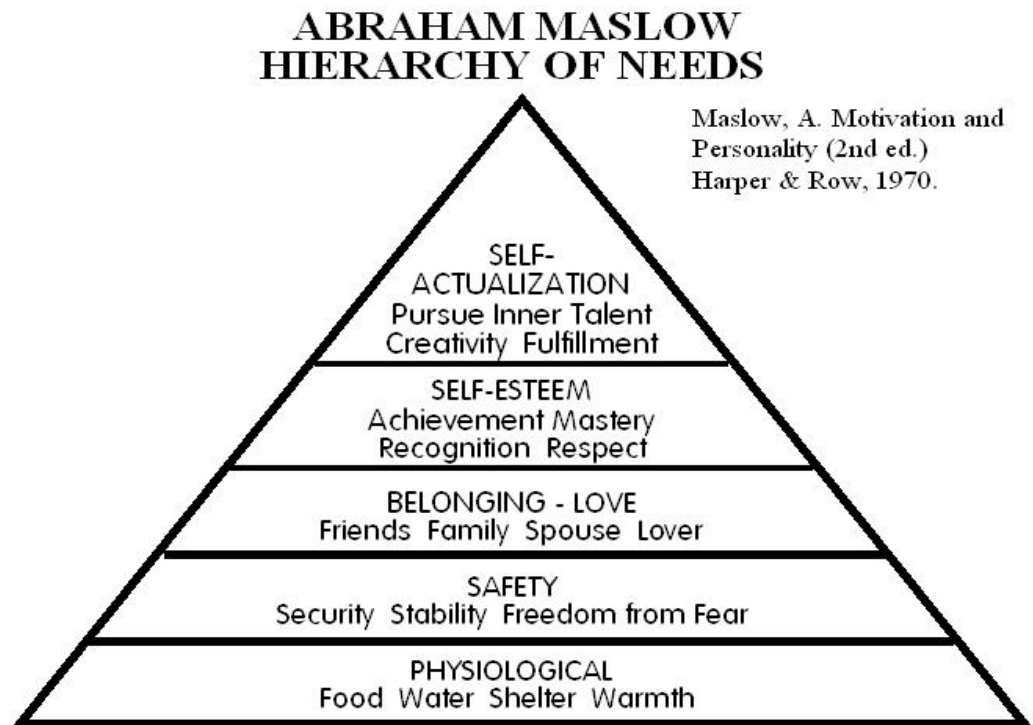 ABRAHAM MASLOW
HIERARCHY OF NEEDS
Maslow, A. Motivation and
Personality (2nd ed.)
Harper & Row, 1970.
SELF-
ACTUALIZATION
Pursue Inner Talent
Creativity Fulfillment
SELF-ESTEEM
Achievement Mastery
Recognition Respect
BELONGING - LOVE
Friends Family Spouse Lover
SAFETY
Security Stability Freedom from Fear
PHYSIOLOGICAL
Food Water Shelter Warmth